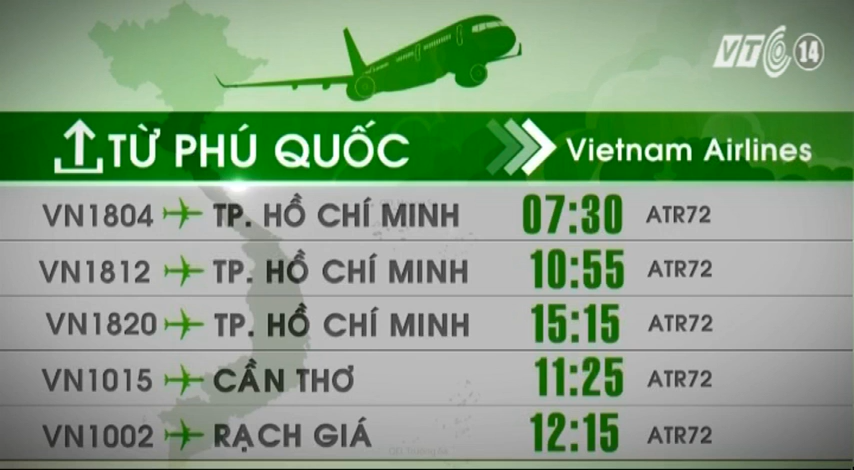 VTC 14
TỪ PHÚ QUỐC Vietnam Airlines
VN1804 TP. HỒ CHÍ MINH 07:30 ATR72
VN1812 TP. HỒ CHÍ MINH 10:55 ATR72
VN1820 TP. HỒ CHÍ MINH 15:15 ATR72
VN1015 CẦN THƠ 11:25 ATR72
VN1002 RẠCH GIÁ 12:15 ATR72